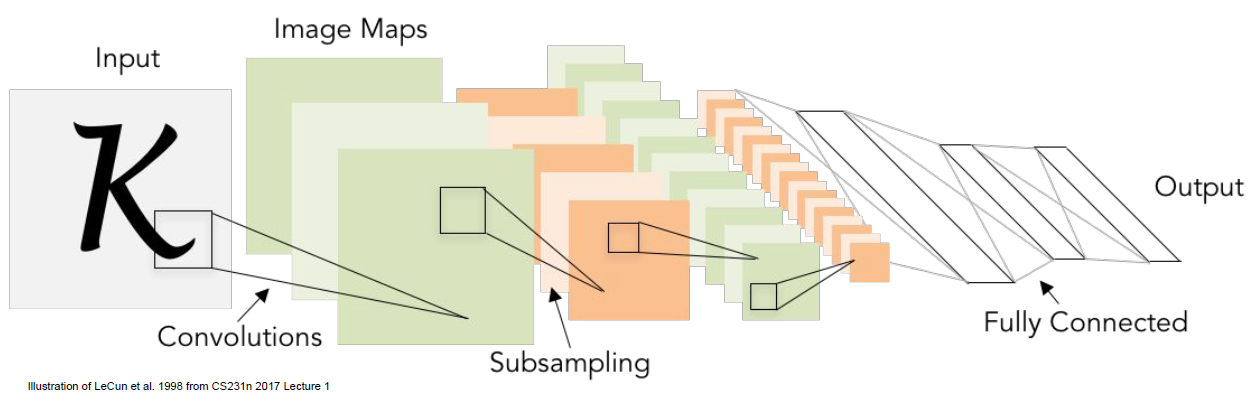 Input
Image Maps
K
Output
Convolutions
Subsampling
Fully Connected
Illustration of LeCun et al. 1998 from CS231n 2017 Lecture 1